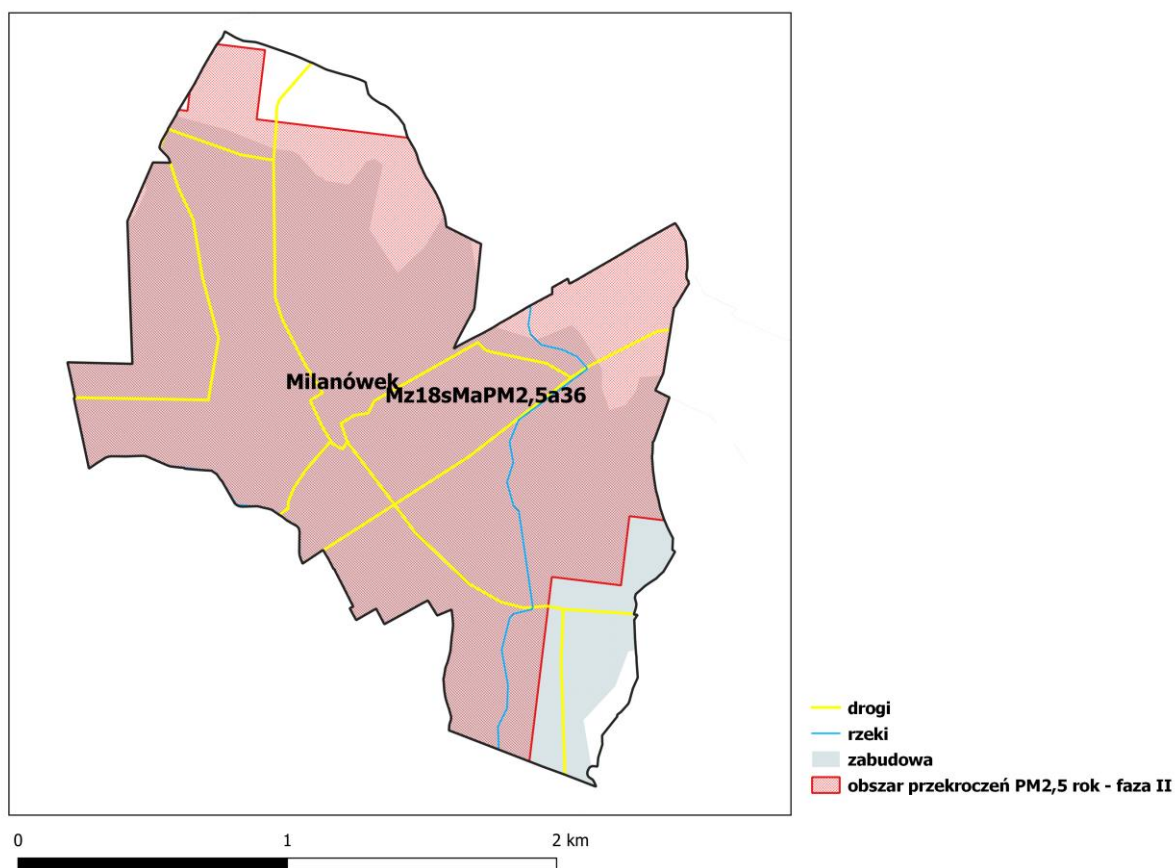 Milanówek
Mz18sMaPM2,5a36
drogi
rzeki
zabudowa
obszar przekroczeń PM2,5 rok - faza II
0 1 2 km